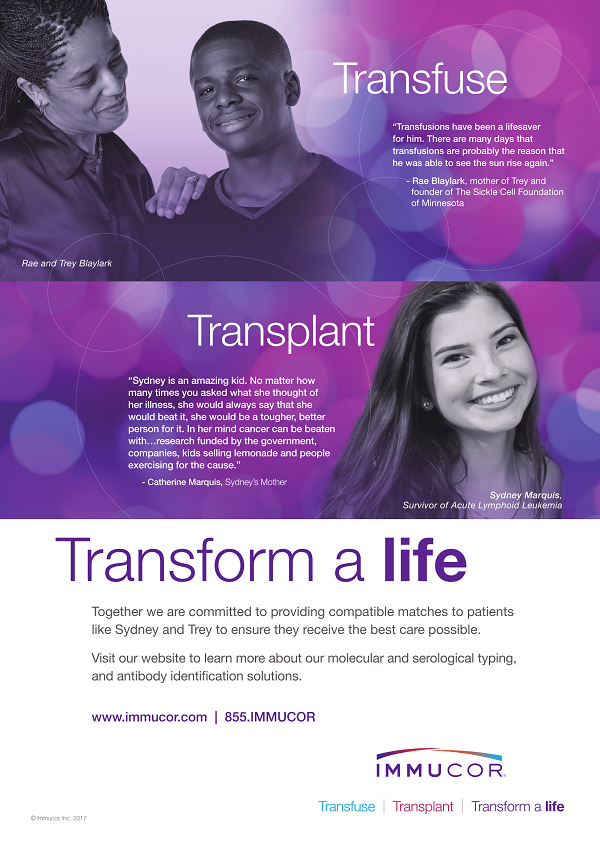 Transfuse
“Transfusions have been a lifesaver
for him. There are many days that
transfusions are probably the reason that
he was able to see the sun rise again.”
- Rae Blaylark, mother of Trey and
founder of The Sickle Cell Foundation
of Minnesota
Rae and Trey Blaylark
Transplant
“Sydney is an amazing kid. No matter how
many times you asked what she thought of
her illness, she would always say that she
would beat it, she would be a tougher, better
person for it. In her mind cancer can be beaten
with…research funded by the government,
companies, kids selling lemonade and people
exercising for the cause.”
- Catherine Marquis, Sydney’s Mother
Sydney Marquis,
Survivor of Acute Lymphoid Leukemia
Transform a life
Together we are committed to providing compatible matches to patients
like Sydney and Trey to ensure they receive the best care possible.
Visit our website to learn more about our molecular and serological typing,
and antibody identification solutions.
www.immucor.com | 855.IMMUCOR
IMMUCOR®
Transfuse | Transplant | Transform a life
© Immucor, Inc. 2017